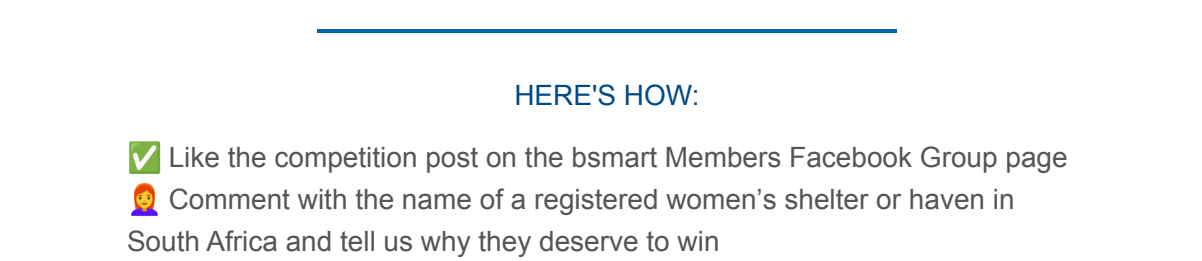 HERE'S HOW:
✅ Like the competition post on the bsmart Members Facebook Group page
👩‍🦰 Comment with the name of a registered women’s shelter or haven in
South Africa and tell us why they deserve to win